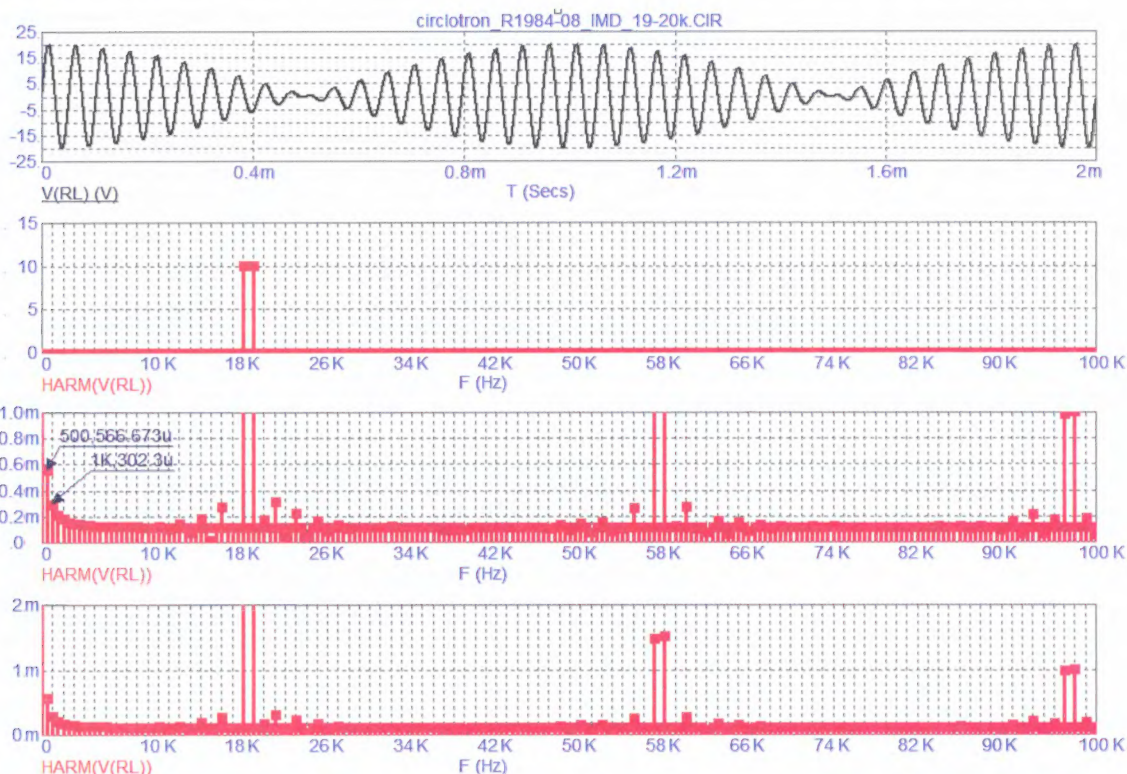 circlotron_R1984-08_IMD_19-20k.CIR
25
15
5
-5
-15
-25
0 0.4m 0.8m 1.2m 1.6m 2m
V(RL) (V) T (Secs)
15
10
5
0
0 10K 18K 26K 34K 42K 50K 58K 66K 74K 82K 90K 100K
HARM(V(RL)) F (Hz)
1.0m
0.8m
0.6m
0.4m
0.2m
.0
500,566.673u
1K,302.3u
0 10K 18K 26K 34K 42K 50K 58K 66K 74K 82K 90K 100K
HARM(V(RL)) F (Hz)
2m
1m
0m
0 10K 18K 26K 34K 42K 50K 58K 66K 74K 82K 90K 100K
HARM(V(RL)) F (Hz)